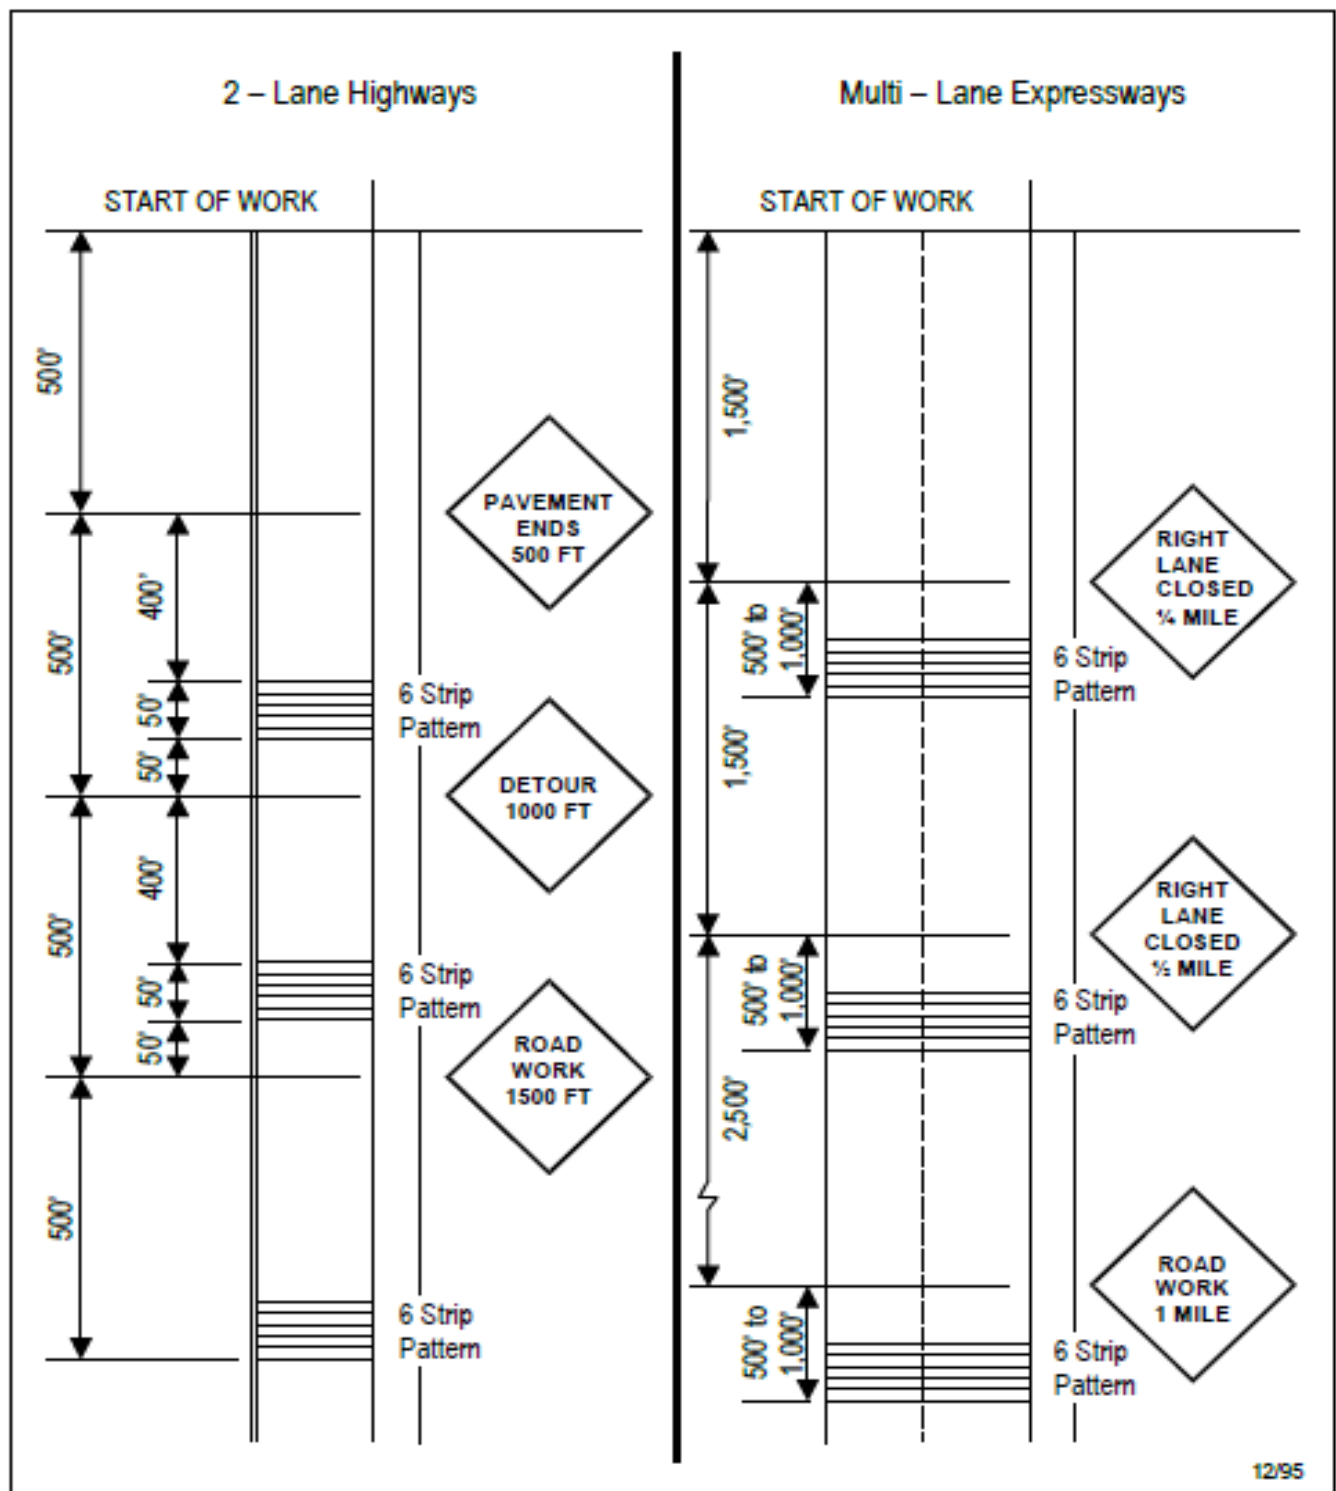 2 – Lane Highways
START OF WORK
500'
PAVEMENT
ENDS
500 FT
400'
500'
50'
6 Strip
Pattern
50'
DETOUR
1000 FT
400'
500'
50'
6 Strip
Pattern
50'
ROAD
WORK
1500 FT
500'
6 Strip
Pattern
Multi – Lane Expressways
START OF WORK
1,500'
RIGHT
LANE
CLOSED
¼ MILE
500' to
1,000'
6 Strip
Pattern
1,500'
RIGHT
LANE
CLOSED
½ MILE
500' to
1,000'
6 Strip
Pattern
2,500'
ROAD
WORK
1 MILE
500' to
1,000'
6 Strip
Pattern
12/95